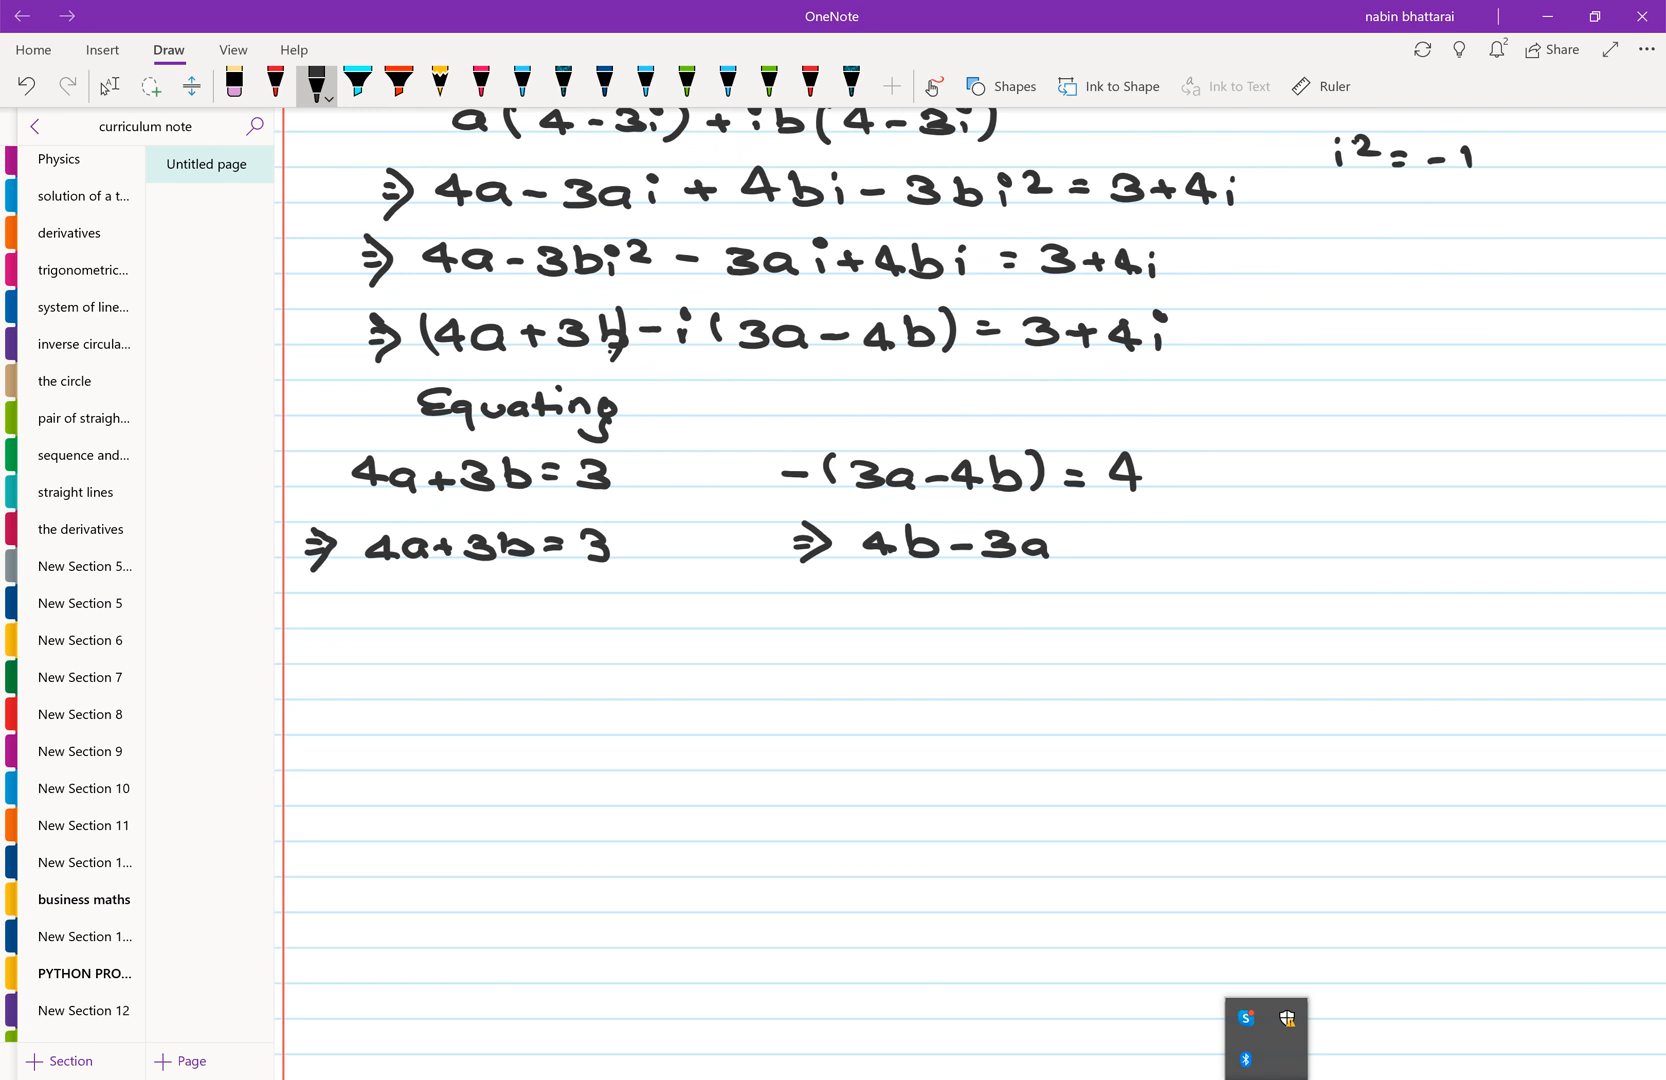 OneNote
nabin bhattarai
Home Insert Draw View Help
2
Share
Shapes
Ink to Shape
Ink to Text
Ruler
curriculum note
Physics
solution of a t...
derivatives
trigonometric...
system of line...
inverse circula...
the circle
pair of straigh...
sequence and...
straight lines
the derivatives
New Section 5...
New Section 5
New Section 6
New Section 7
New Section 8
New Section 9
New Section 10
New Section 11
New Section 1...
business maths
New Section 1...
PYTHON PRO...
New Section 12
Section
Untitled page
Page
a(4-3i)+ib(4-3i)
i²=-1
⇒ 4a-3ai+4bi-3bi²=3+4i
⇒ 4a-3bi²-3ai+4bi=3+4i
⇒ (4a+3b)-i(3a-4b)=3+4i
Equating
4a+3b=3 -(3a-4b)=4
⇒ 4a+3b=3 ⇒ 4b-3a